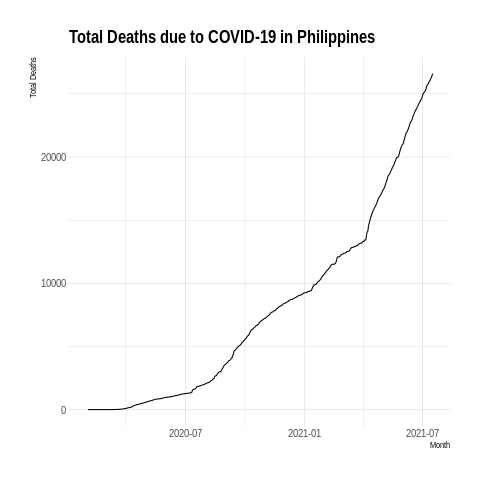 Total Deaths due to COVID-19 in Philippines
Total Deaths
20000
10000
0
2020-07
2021-01
2021-07
Month